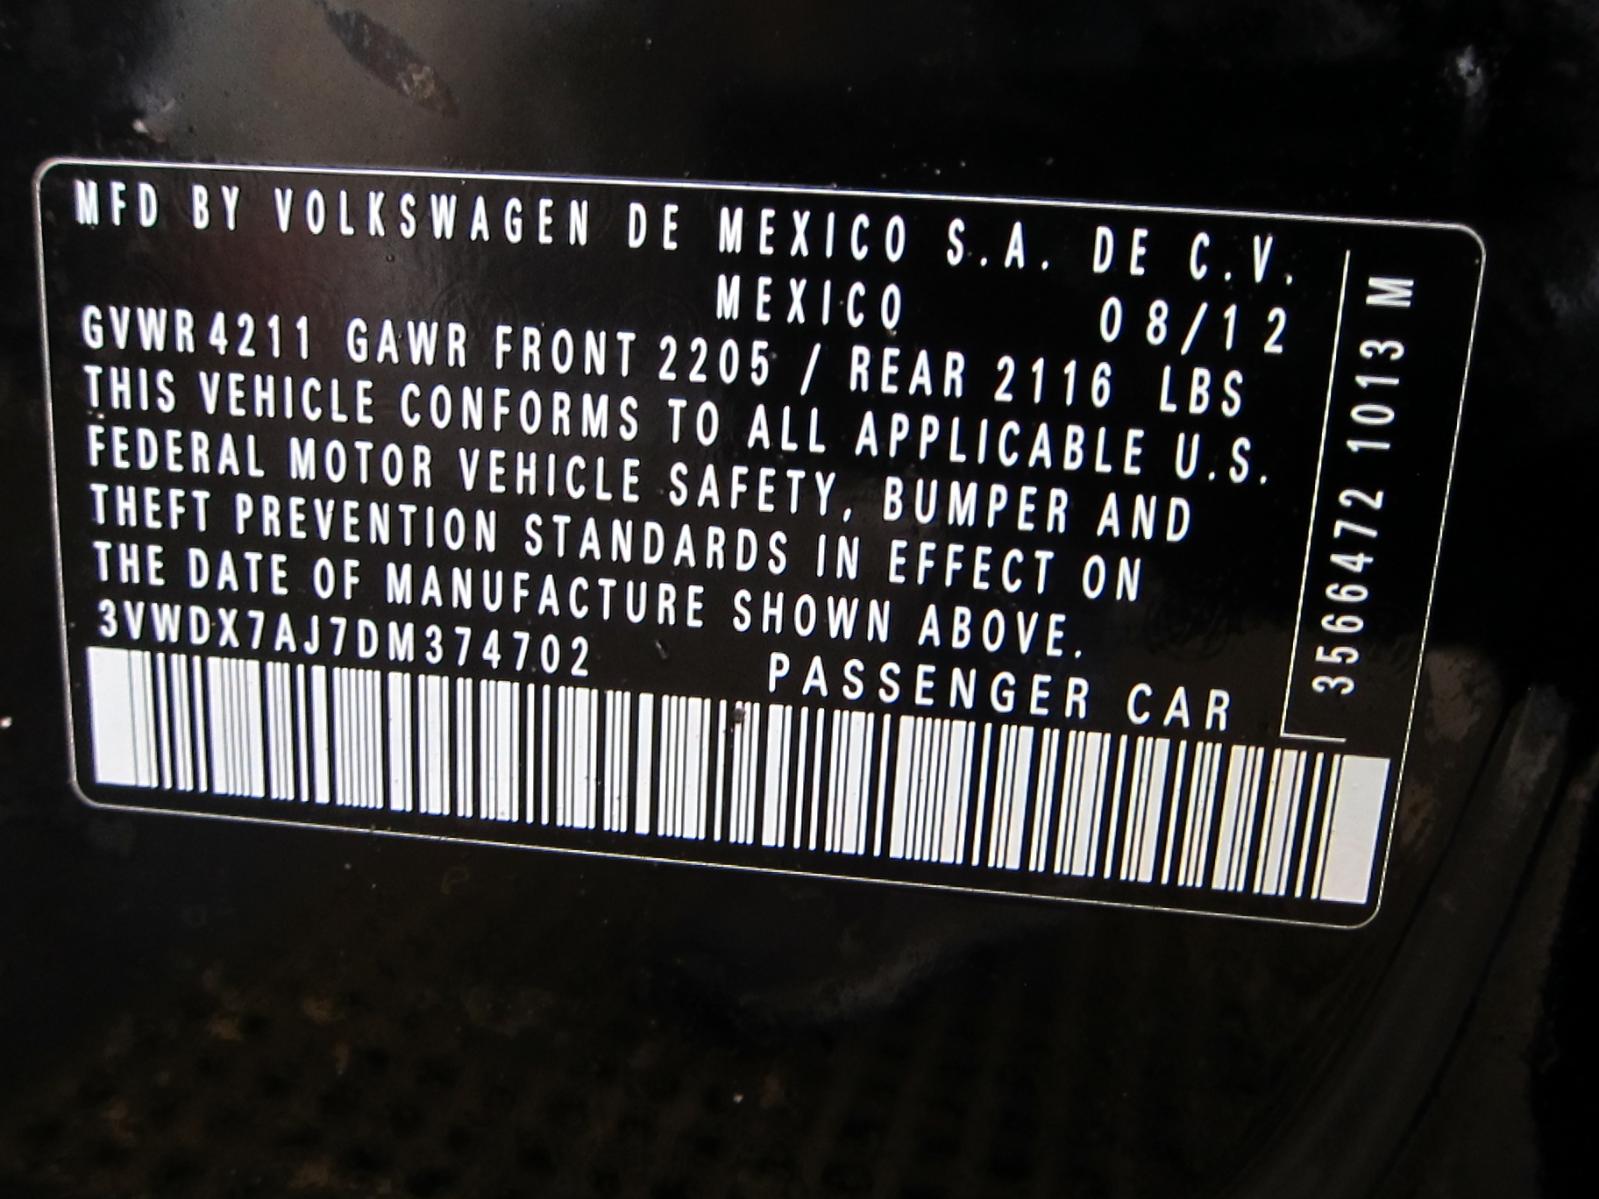 MFD BY VOLKSWAGEN DE MEXICO S.A. DE C.V.
MEXICO 08/12
GVWR 4211 GAWR FRONT 2205 / REAR 2116 LBS
THIS VEHICLE CONFORMS TO ALL APPLICABLE U.S.
FEDERAL MOTOR VEHICLE SAFETY, BUMPER AND
THEFT PREVENTION STANDARDS IN EFFECT ON
THE DATE OF MANUFACTURE SHOWN ABOVE.
3VWDX7AJ7DM374702 PASSENGER CAR
3566472 1013 M